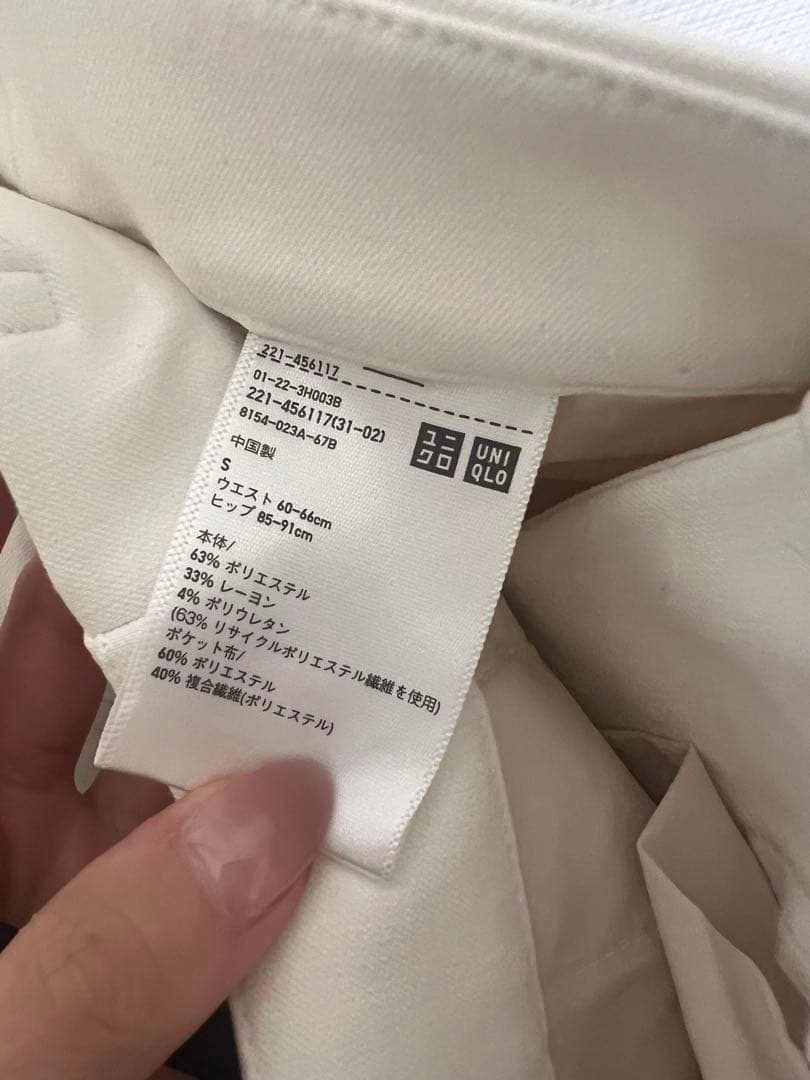 221-456117
01-22-3H003B
221-456117(31-02)
8154-023A-67B
ユニ
クロ
UNI
QLO
中国製
S
ウエスト 60-66cm
ヒップ 85-91cm
本体/
63% ポリエステル
33% レーヨン
4% ポリウレタン
(63% リサイクルポリエステル繊維を使用)
ポケット布/
60% ポリエステル
40% 複合繊維(ポリエステル)